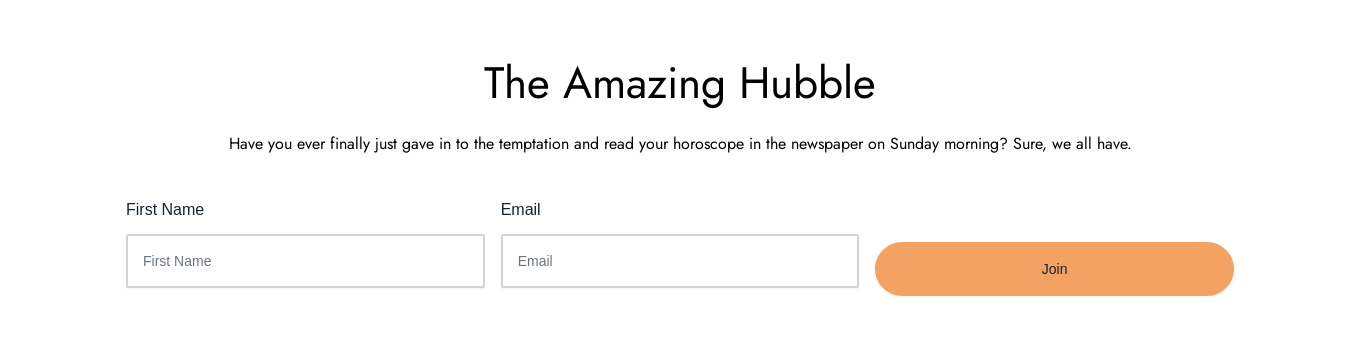 The Amazing Hubble
Have you ever finally just gave in to the temptation and read your horoscope in the newspaper on Sunday morning? Sure, we all have.
First Name
Email
First Name
Email
Join